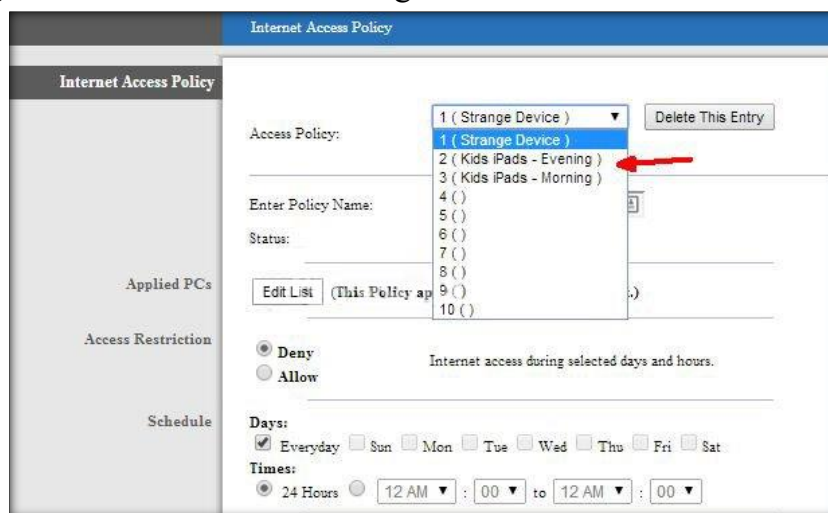 Internet Access Policy
Internet Access Policy
Access Policy:
1 ( Strange Device )
Delete This Entry
1 ( Strange Device )
2 ( Kids iPads - Evening )
3 ( Kids iPads - Morning )
4 ( )
5 ( )
6 ( )
7 ( )
8 ( )
9 ( )
10 ( )
Enter Policy Name:
Status:
Applied PCs
Edit List (This Policy ap .)
Access Restriction
Deny
Allow
Internet access during selected days and hours.
Schedule
Days:
Everyday Sun Mon Tue Wed Thu Fri Sat
Times:
24 Hours 12 AM : 00 to 12 AM : 00